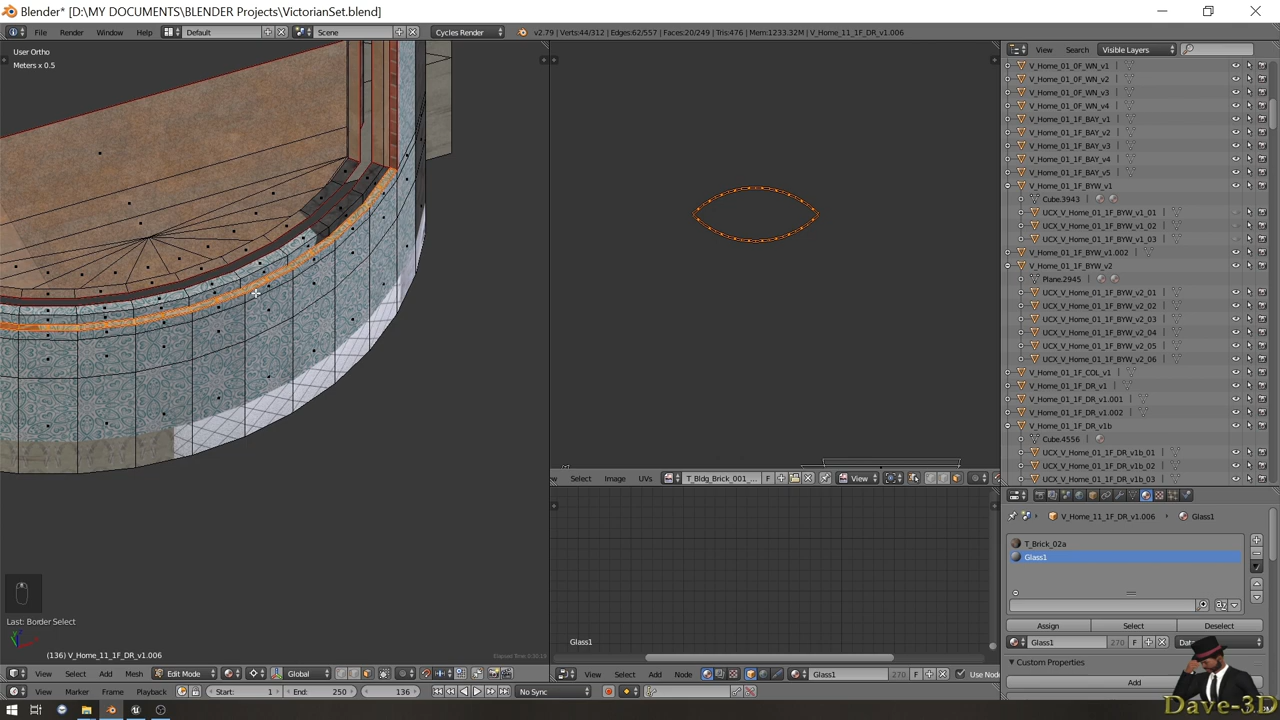 Blender* [D:\MY DOCUMENTS\BLENDER Projects\VictorianSet.blend]
File Render Window Help Default Scene Cycles Render v2.79 | Verts:44/312 | Edges:62/557 | Faces:20/249 | Tris:476 | Mem:1233.32M | V_Home_11_1F_DR_v1.006
User Ortho
Meters x 0.5
View Search Visible Layers
V_Home_01_0F_WN_v1
V_Home_01_0F_WN_v2
V_Home_01_0F_WN_v3
V_Home_01_0F_WN_v4
V_Home_01_1F_BAY_v1
V_Home_01_1F_BAY_v2
V_Home_01_1F_BAY_v3
V_Home_01_1F_BAY_v4
V_Home_01_1F_BAY_v5
V_Home_01_1F_BYW_v1
Cube.3943
UCX_V_Home_01_1F_BYW_v1_01
UCX_V_Home_01_1F_BYW_v1_02
UCX_V_Home_01_1F_BYW_v1_03
V_Home_01_1F_BYW_v1.002
V_Home_01_1F_BYW_v2
Plane.2945
UCX_V_Home_01_1F_BYW_v2_01
UCX_V_Home_01_1F_BYW_v2_02
UCX_V_Home_01_1F_BYW_v2_03
UCX_V_Home_01_1F_BYW_v2_04
UCX_V_Home_01_1F_BYW_v2_05
UCX_V_Home_01_1F_BYW_v2_06
V_Home_01_1F_COL_v1
V_Home_01_1F_DR_v1
V_Home_01_1F_DR_v1.001
V_Home_01_1F_DR_v1.002
V_Home_01_1F_DR_v1b
Cube.4556
UCX_V_Home_01_1F_DR_v1b_01
UCX_V_Home_01_1F_DR_v1b_02
UCX_V_Home_01_1F_DR_v1b_03
Select Image UVs T_Bldg_Brick_001_... F View
V_Home_11_1F_DR_v1.006 Glass1
T_Brick_02a
Glass1
Assign Select Deselect
Glass1 270 F
Custom Properties
Add
Last: Border Select
(136) V_Home_11_1F_DR_v1.006
Glass1
View Select Add Mesh Edit Mode Global
View Select Add Node Glass1 270 F Use Nod
View Marker Frame Playback Start: 1 End: 250 136 No Sync
Dave-3D